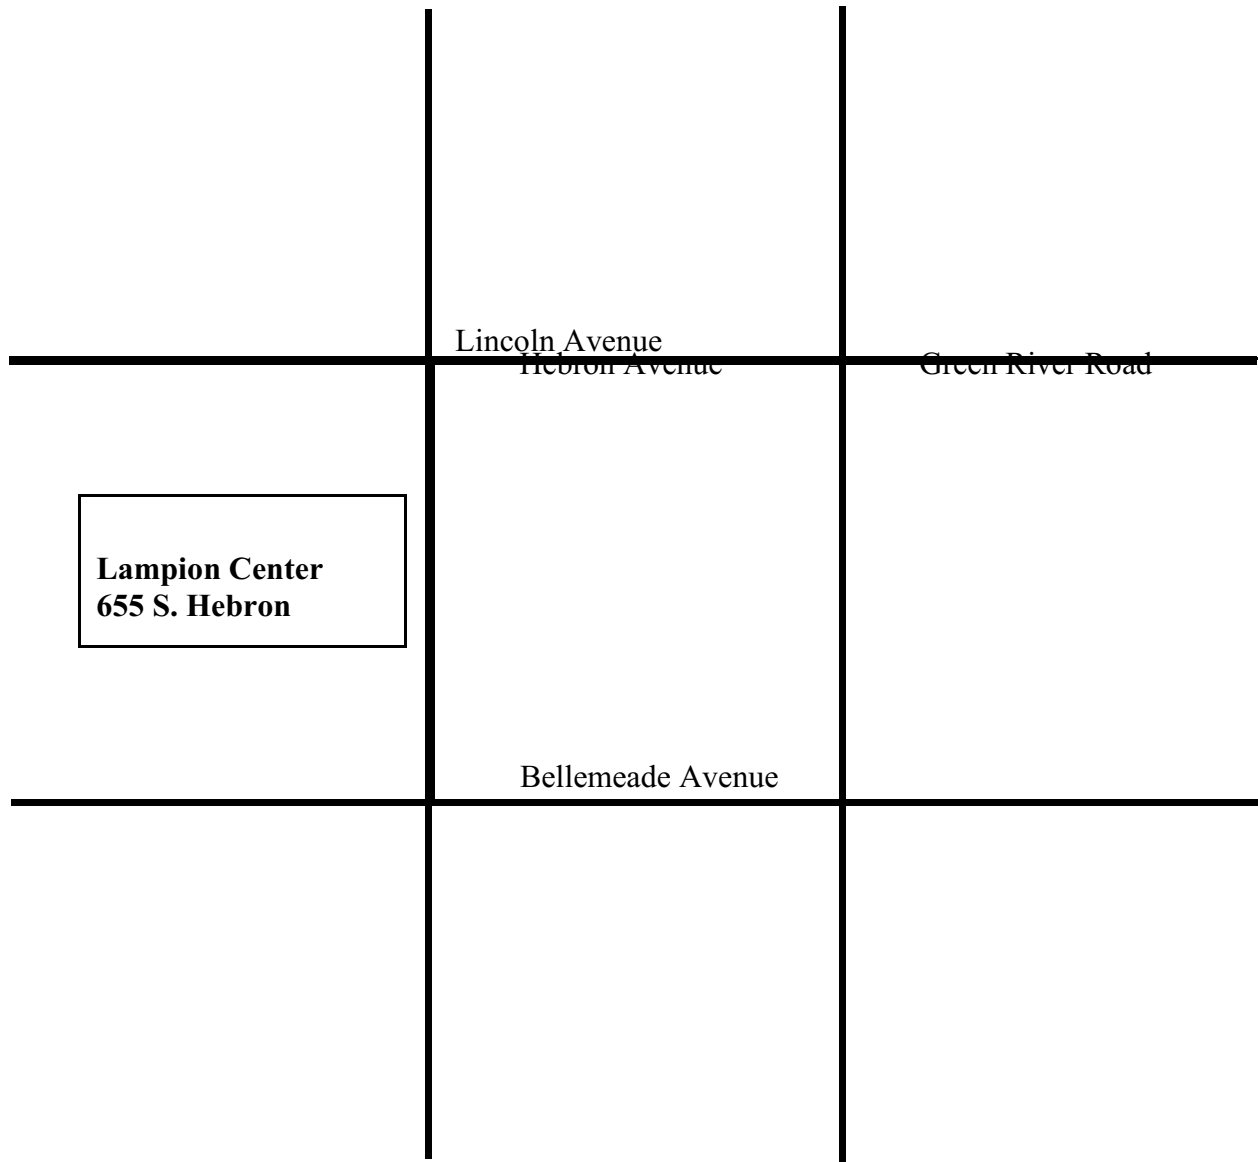 Lincoln Avenue
Hebron Avenue
Green River Road
Lampion Center
655 S. Hebron
Bellemeade Avenue